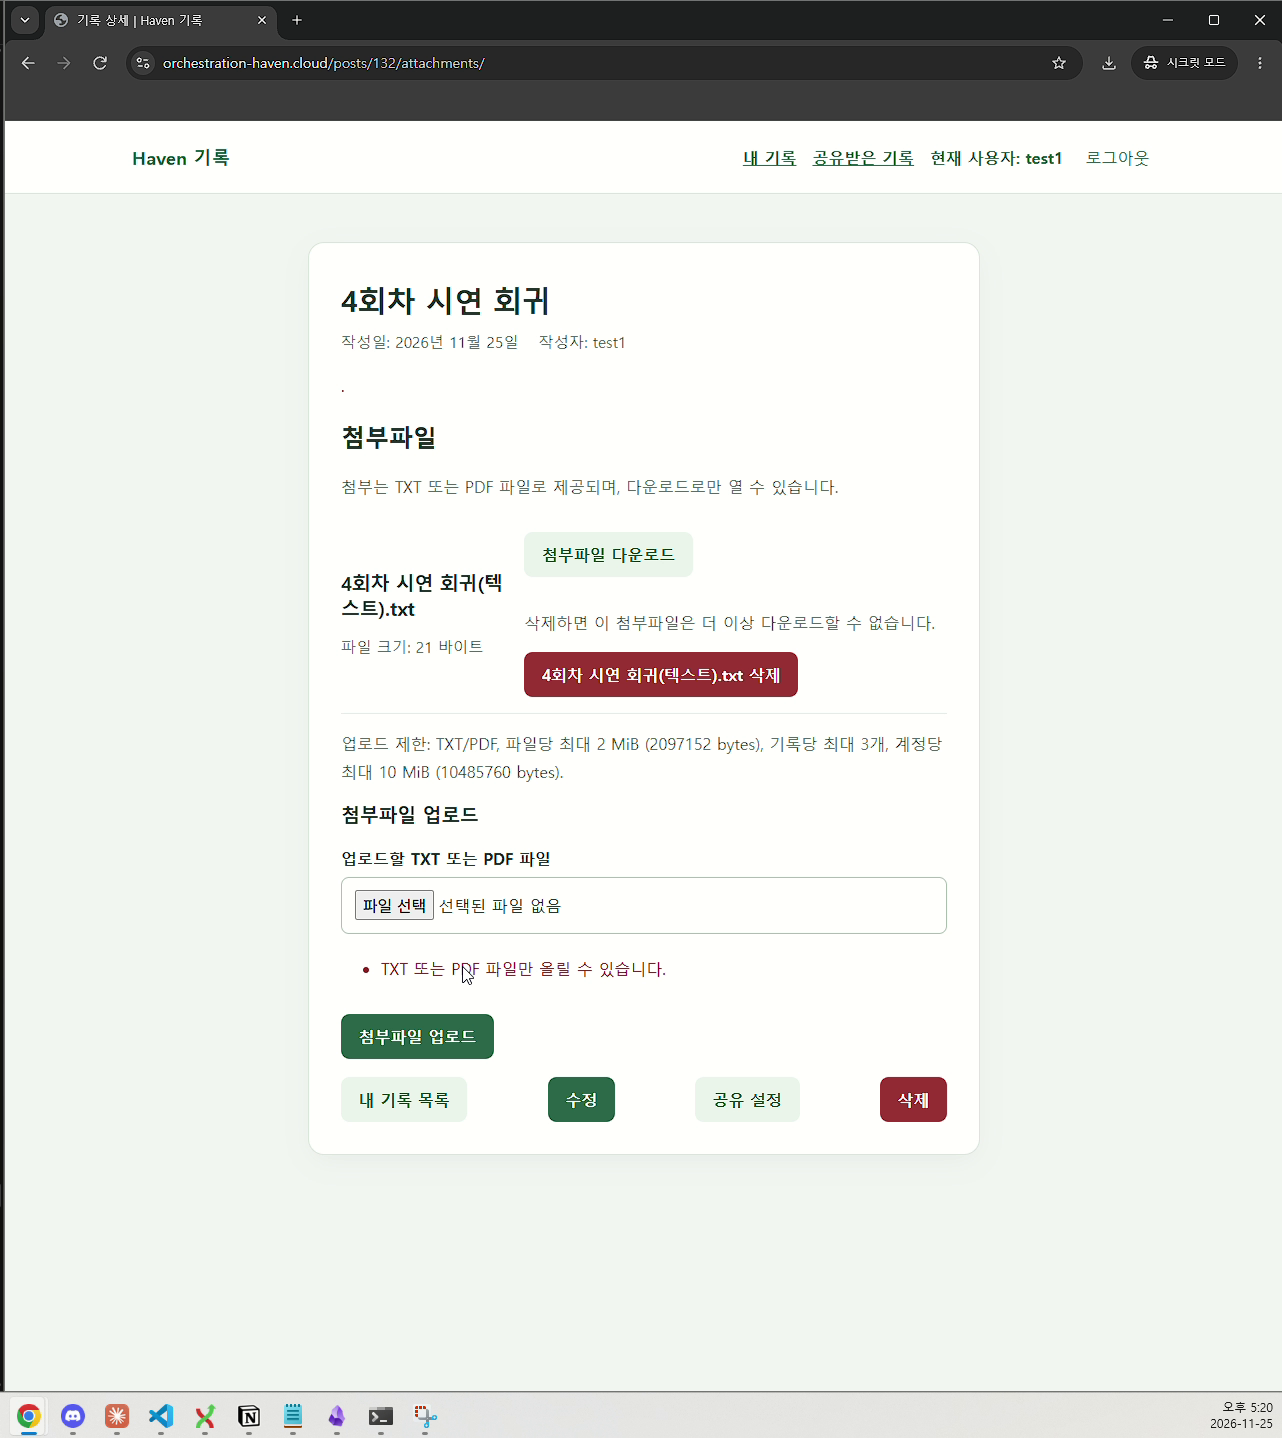 기록 상세 | Haven 기록
orchestration-haven.cloud/posts/132/attachments/
시크릿 모드
Haven 기록
내 기록 공유받은 기록 현재 사용자: test1 로그아웃
4회차 시연 회귀
작성일: 2026년 11월 25일 작성자: test1
.
첨부파일
첨부는 TXT 또는 PDF 파일로 제공되며, 다운로드로만 열 수 있습니다.
4회차 시연 회귀(텍
스트).txt
파일 크기: 21 바이트
첨부파일 다운로드
삭제하면 이 첨부파일은 더 이상 다운로드할 수 없습니다.
4회차 시연 회귀(텍스트).txt 삭제
업로드 제한: TXT/PDF, 파일당 최대 2 MiB (2097152 bytes), 기록당 최대 3개, 계정당
최대 10 MiB (10485760 bytes).
첨부파일 업로드
업로드할 TXT 또는 PDF 파일
파일 선택 선택된 파일 없음
TXT 또는 PDF 파일만 올릴 수 있습니다.
첨부파일 업로드
내 기록 목록 수정 공유 설정 삭제
오후 5:20
2026-11-25